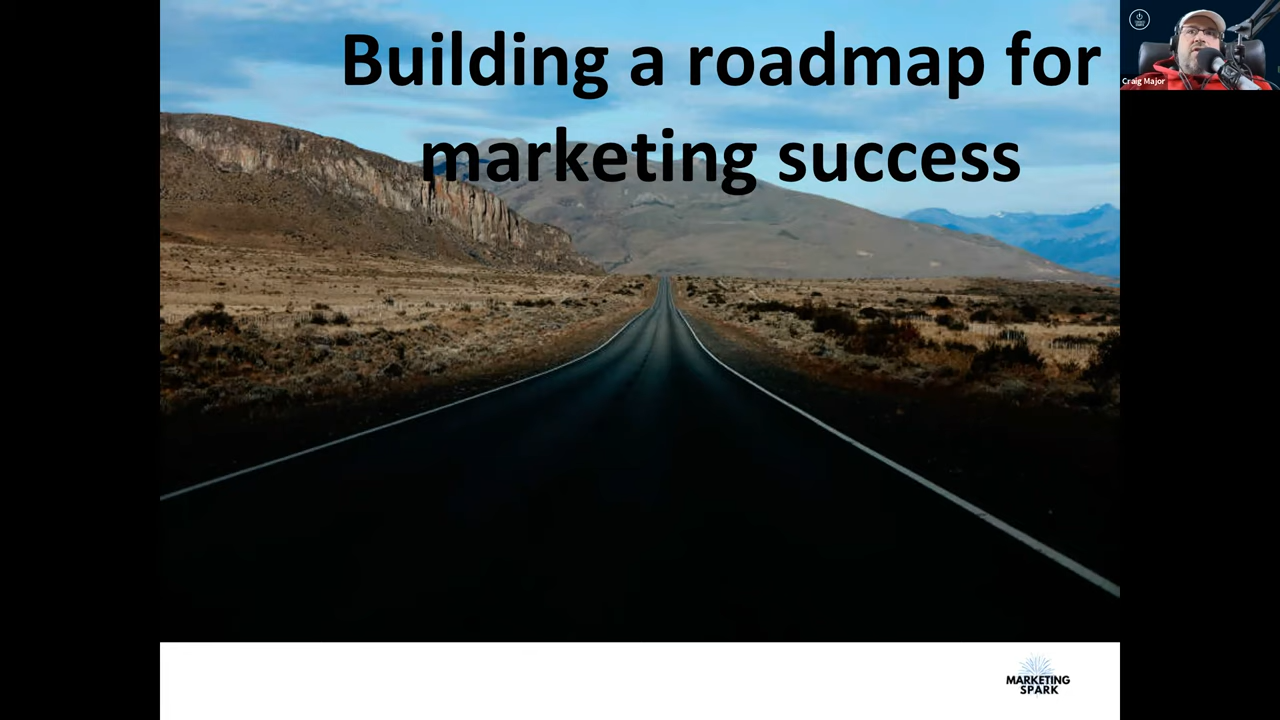 Building a roadmap for
marketing success
Craig Major
MARKETING
SPARK